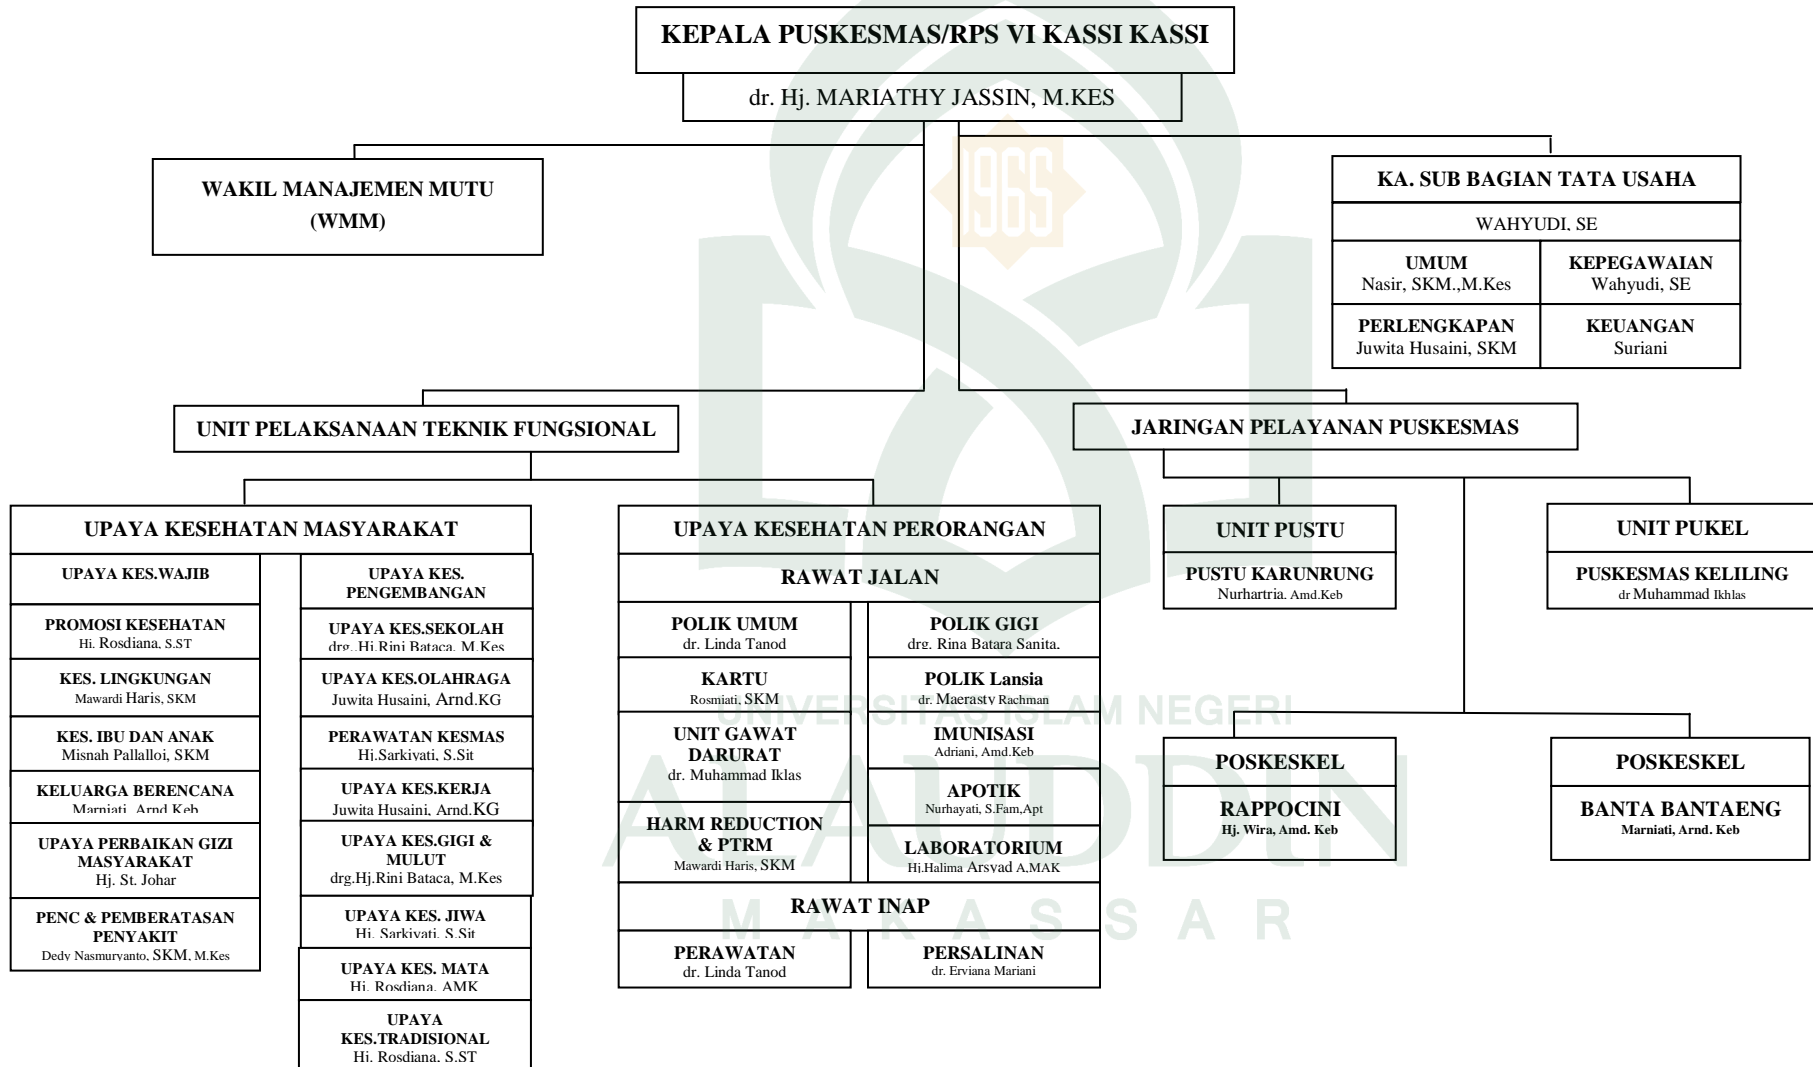 KEPALA PUSKESMAS/RPS VI KASSI KASSI
dr. Hj. MARIATHY JASSIN, M.KES
1965
WAKIL MANAJEMEN MUTU
(WMM)
KA. SUB BAGIAN TATA USAHA
WAHYUDI, SE
UMUM
Nasir, SKM.,M.Kes
KEPEGAWAIAN
Wahyudi, SE
PERLENGKAPAN
Juwita Husaini, SKM
KEUANGAN
Suriani
UNIT PELAKSANAAN TEKNIK FUNGSIONAL
JARINGAN PELAYANAN PUSKESMAS
UPAYA KESEHATAN MASYARAKAT
UPAYA KES.WAJIB
PROMOSI KESEHATAN
Hi. Rosdiana, S.ST
KES. LINGKUNGAN
Mawardi Haris, SKM
KES. IBU DAN ANAK
Misnah Pallalloi, SKM
KELUARGA BERENCANA
Marniati, Arnd.Keb
UPAYA PERBAIKAN GIZI
MASYARAKAT
Hj. St. Johar
PENC & PEMBERATASAN
PENYAKIT
Dedy Nasmuryanto, SKM, M.Kes
UPAYA KES.
PENGEMBANGAN
UPAYA KES.SEKOLAH
drg..Hj.Rini Bataca, M.Kes
UPAYA KES.OLAHRAGA
Juwita Husaini, Arnd.KG
PERAWATAN KESMAS
Hj.Sarkiyati, S.Sit
UPAYA KES.KERJA
Juwita Husaini, Arnd.KG
UPAYA KES.GIGI &
MULUT
drg.Hj.Rini Bataca, M.Kes
UPAYA KES. JIWA
Hi. Sarkiyati, S.Sit
UPAYA KES. MATA
Hi. Rosdiana. AMK
UPAYA
KES.TRADISIONAL
Hi. Rosdiana. S.ST
UPAYA KESEHATAN PERORANGAN
RAWAT JALAN
POLIK UMUM
dr. Linda Tanod
POLIK GIGI
drg. Rina Batara Sanita.
KARTU
Rosmiati, SKM
POLIK Lansia
dr. Maerasty Rachman
UNIT GAWAT
DARURAT
dr. Muhammad Iklas
IMUNISASI
Adriani, Amd.Keb
APOTIK
Nurhayati, S.Fam,Apt
HARM REDUCTION
& PTRM
Mawardi Haris, SKM
LABORATORIUM
Hj.Halima Arsyad A,MAK
RAWAT INAP
PERAWATAN
dr. Linda Tanod
PERSALINAN
dr. Erviana Mariani
UNIT PUSTU
PUSTU KARUNRUNG
Nurhartria. Amd.Keb
UNIT PUKEL
PUSKESMAS KELILING
dr Muhammad Ikhlas
POSKESKEL
RAPPOCINI
Hj. Wira, Amd. Keb
POSKESKEL
BANTA BANTAENG
Marniati, Arnd. Keb
UNIVERSITAS ISLAM NEGERI
ALAUDDIN
MAKASSAR